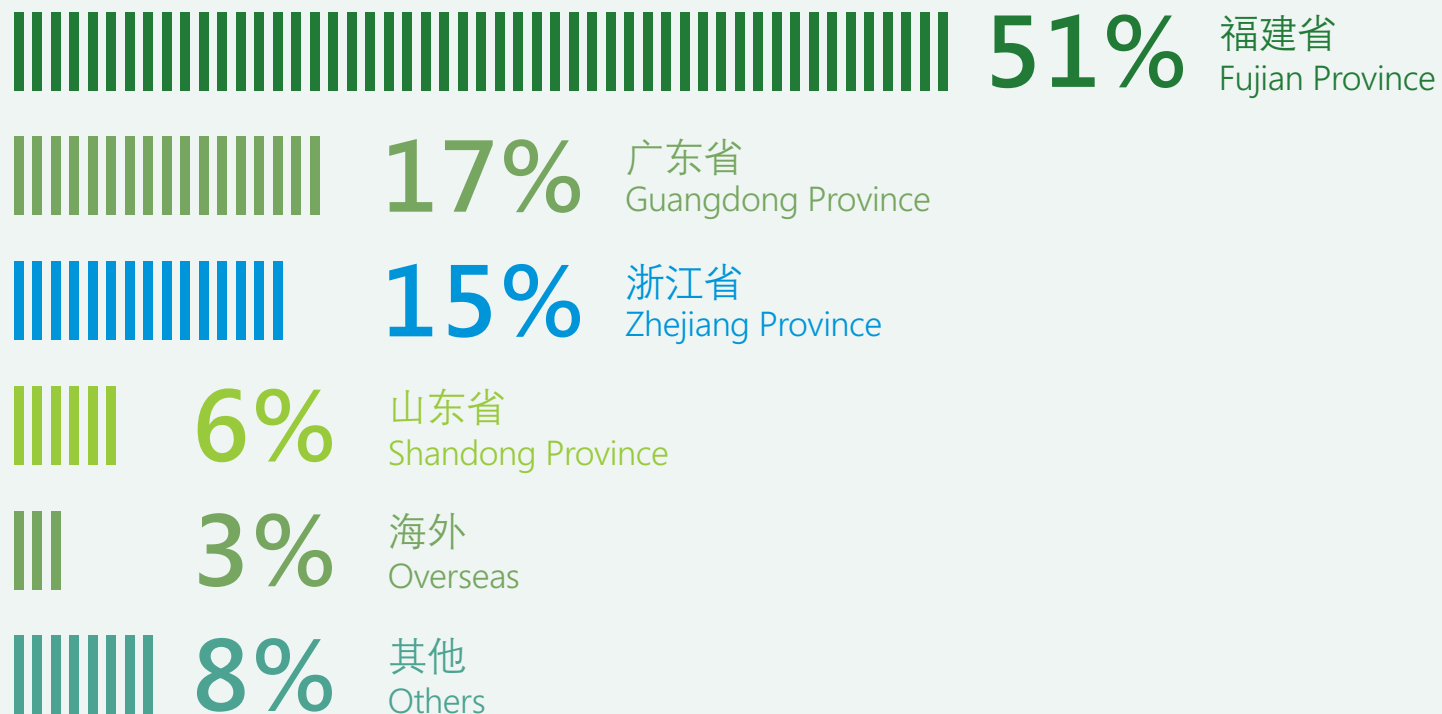 51%
福建省
Fujian Province
17%
广东省
Guangdong Province
15%
浙江省
Zhejiang Province
6%
山东省
Shandong Province
3%
海外
Overseas
8%
其他
Others